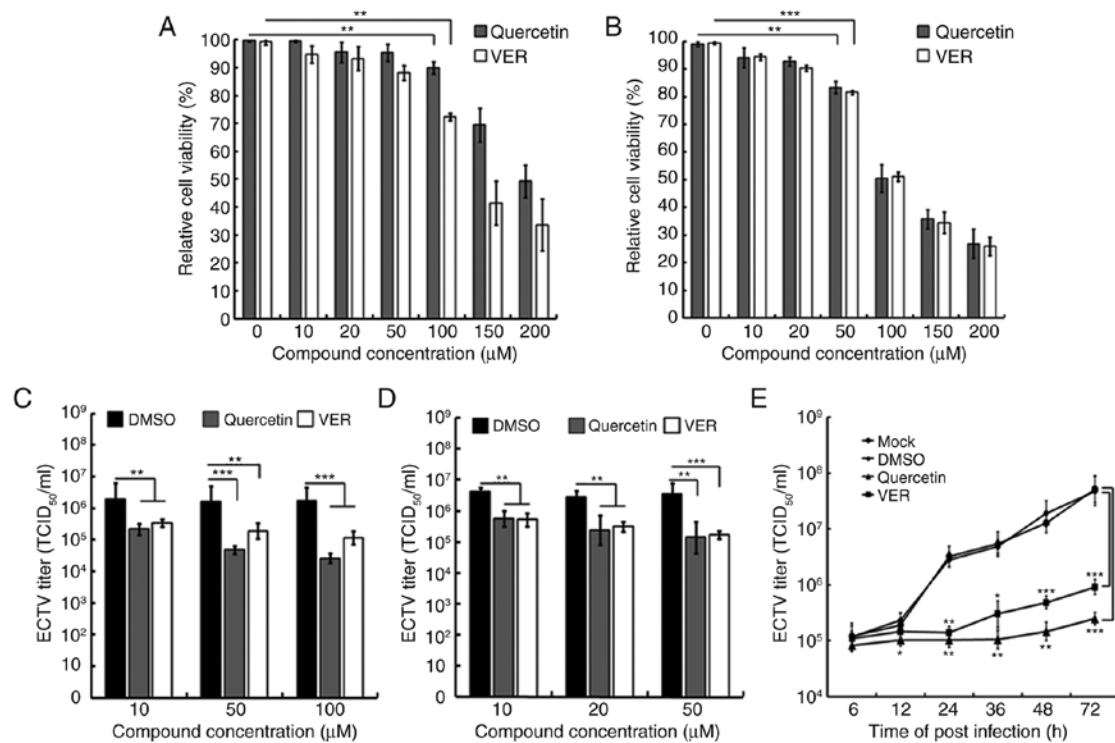 A
**
**
Quercetin
VER
Relative cell viability (%)
100
90
80
70
60
50
40
30
20
10
0
0 10 20 50 100 150 200
Compound concentration (μM)
B
***
**
Quercetin
VER
Relative cell viability (%)
100
90
80
70
60
50
40
30
20
10
0
0 10 20 50 100 150 200
Compound concentration (μM)
C
DMSO Quercetin VER
ECTV titer (TCID₅₀/ml)
10⁹
10⁸
10⁷
10⁶
10⁵
10⁴
10³
10²
10
0
**
**
***
***
10 50 100
Compound concentration (μM)
D
DMSO Quercetin VER
ECTV titer (TCID₅₀/ml)
10⁹
10⁸
10⁷
10⁶
10⁵
10⁴
10³
10²
10
0
**
**
***
**
10 20 50
Compound concentration (μM)
E
Mock
DMSO
Quercetin
VER
ECTV titer (TCID₅₀/ml)
10⁹
10⁸
10⁷
10⁶
10⁵
10⁴
** * *** ***
* ** ** ** ***
6 12 24 36 48 72
Time of post infection (h)